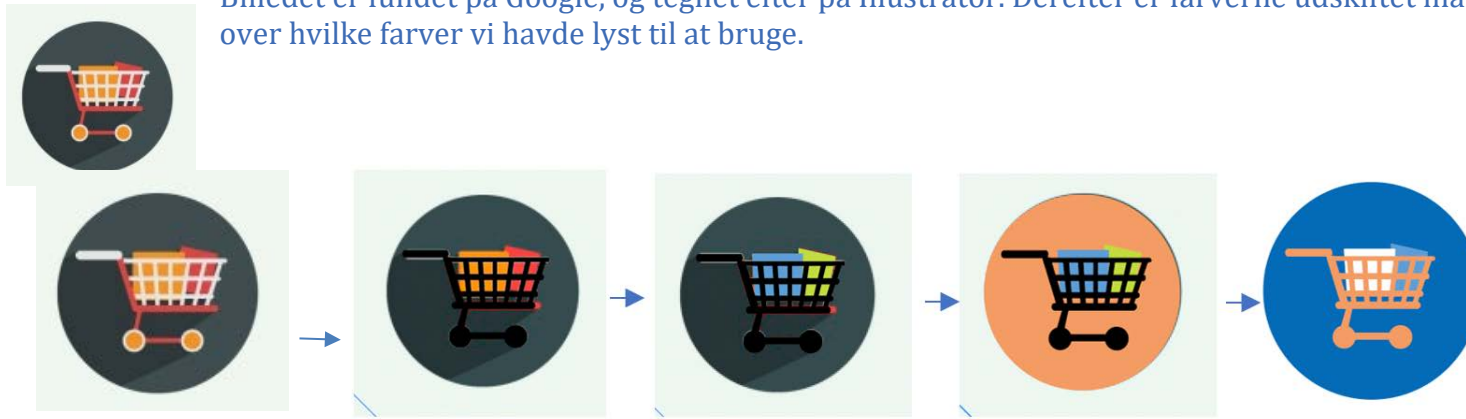 Billedet er fundet på Google, og tegnet efter på Illustrator. Derefter er farverne udskiftet
over hvilke farver vi havde lyst til at bruge.